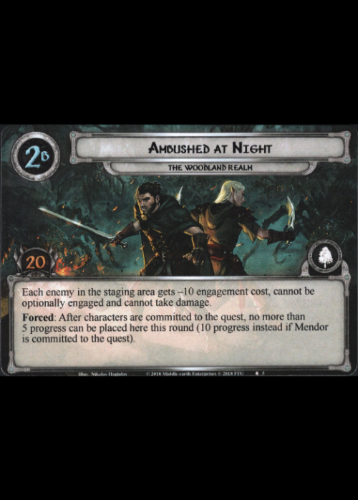 2B
Ambushed at Night
The Woodland Realm
20
Each enemy in the staging area gets –10 engagement cost, cannot be
optionally engaged and cannot take damage.
Forced: After characters are committed to the quest, no more than
5 progress can be placed here this round (10 progress instead if Mendor
is committed to the quest).